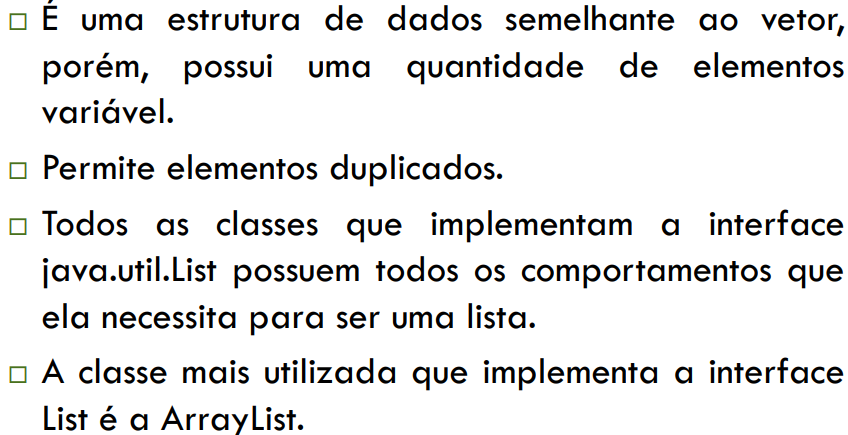 É uma estrutura de dados semelhante ao vetor,
porém, possui uma quantidade de elementos
variável.
Permite elementos duplicados.
Todos as classes que implementam a interface
java.util.List possuem todos os comportamentos que
ela necessita para ser uma lista.
A classe mais utilizada que implementa a interface
List é a ArrayList.